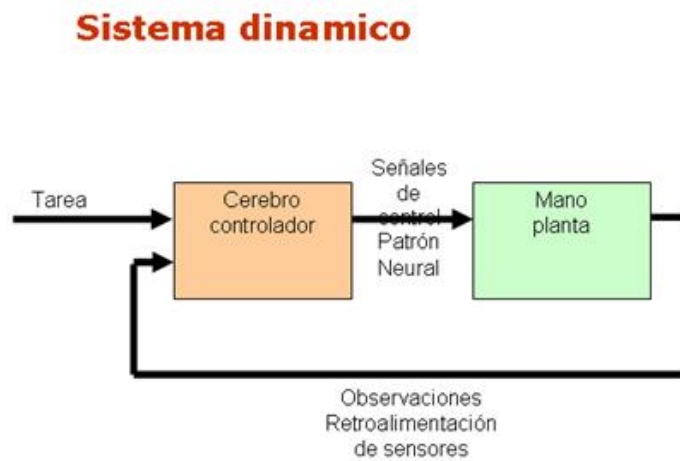 Sistema dinamico
Tarea
Cerebro
controlador
Señales
de
control
Patrón
Neural
Mano
planta
Observaciones
Retroalimentación
de sensores